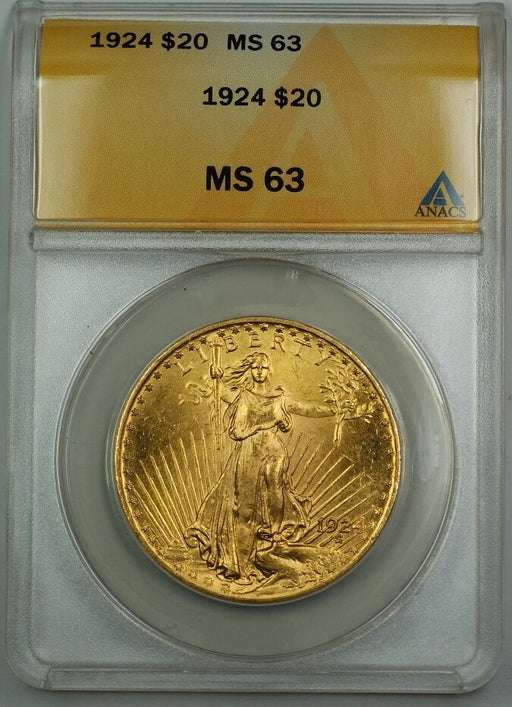 1924 $20 MS 63
1924 $20
MS 63
ANACS
LIBERTY
1924